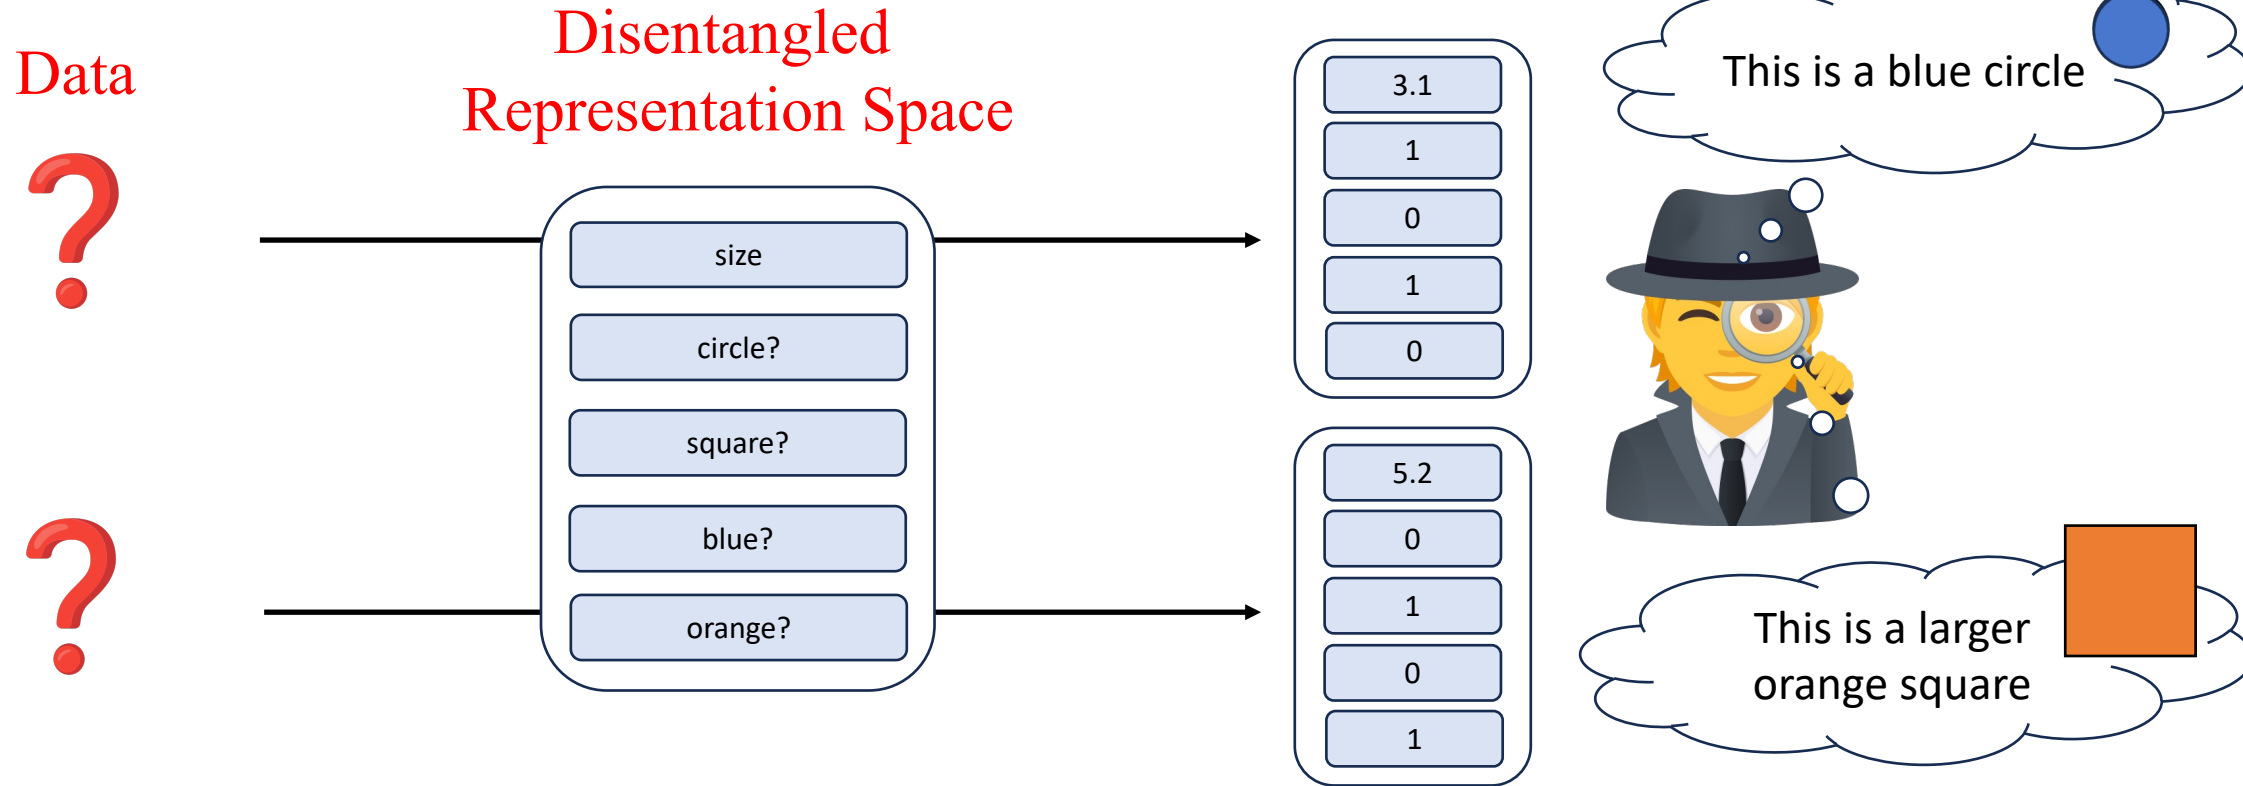 Data
Disentangled
Representation Space
size
circle?
square?
blue?
orange?
3.1
1
0
1
0
5.2
0
1
0
1
This is a blue circle
This is a larger
orange square